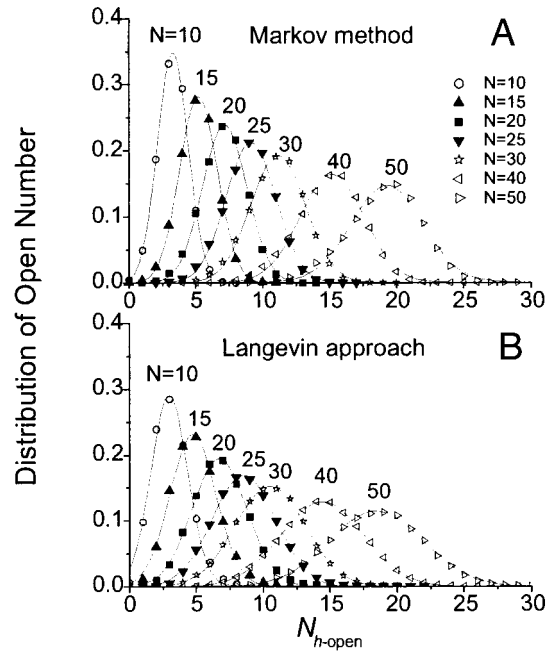 Distribution of Open Number
0.4
0.3
0.2
0.1
0.0
N=10
15
20
25
30
40
50
Markov method
A
N=10
N=15
N=20
N=25
N=30
N=40
N=50
0 5 10 15 20 25 30
0.4
0.3
0.2
0.1
0.0
Langevin approach
B
N=10
15
20
25
30
40
50
0 5 10 15 20 25 30
N h-open